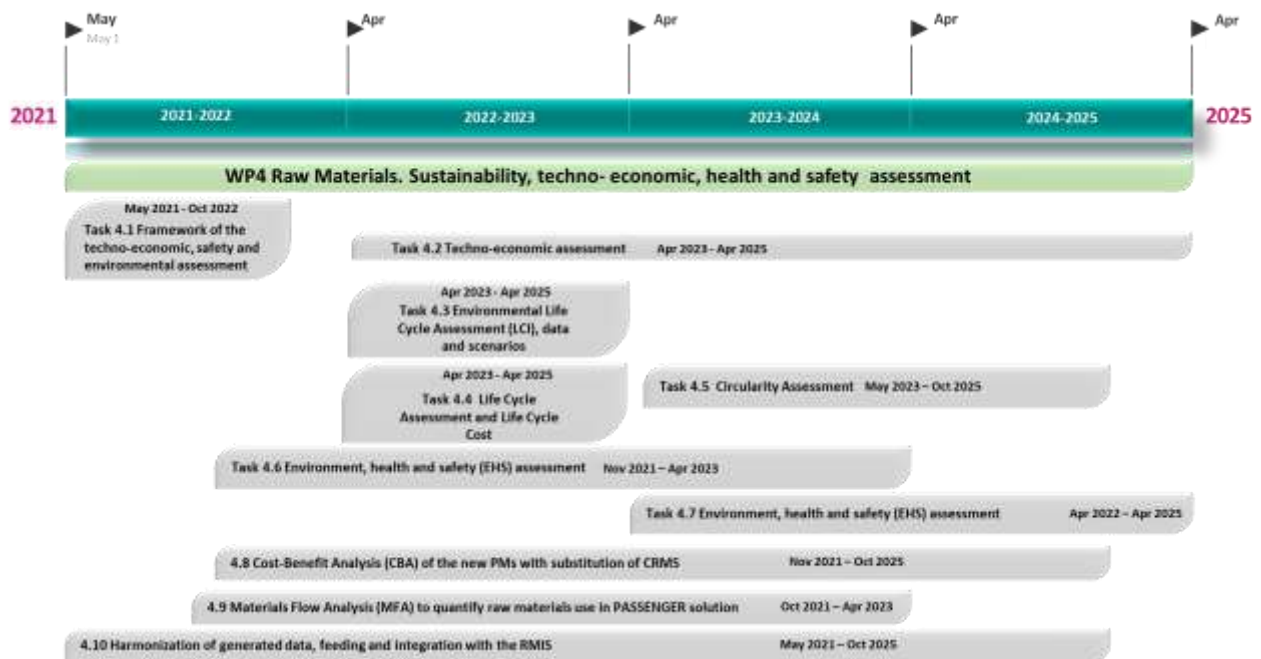 May
May 1
Apr
Apr
Apr
Apr
2021
2021-2022
2022-2023
2023-2024
2024-2025
2025
WP4 Raw Materials. Sustainability, techno- economic, health and safety assessment
May 2021 - Oct 2022
Task 4.1 Framework of the
techno-economic, safety and
environmental assessment
Task 4.2 Techno-economic assessment Apr 2023 - Apr 2025
Apr 2023 - Apr 2025
Task 4.3 Environmental Life
Cycle Assessment (LCI), data
and scenarios
Apr 2023 - Apr 2025
Task 4.4 Life Cycle
Assessment and Life Cycle
Cost
Task 4.5 Circularity Assessment May 2023 – Oct 2025
Task 4.6 Environment, health and safety (EHS) assessment Nov 2021 – Apr 2023
Task 4.7 Environment, health and safety (EHS) assessment Apr 2022 – Apr 2025
4.8 Cost-Benefit Analysis (CBA) of the new PMs with substitution of CRMS Nov 2021 – Oct 2025
4.9 Materials Flow Analysis (MFA) to quantify raw materials use in PASSENGER solution Oct 2021 – Apr 2023
4.10 Harmonization of generated data, feeding and integration with the RMIS May 2021 – Oct 2025